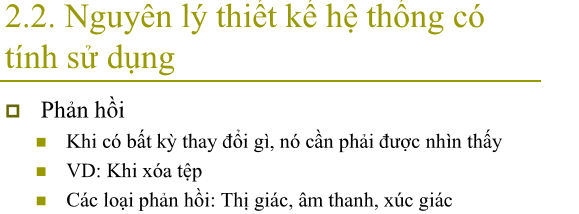 2.2. Nguyên lý thiết kế hệ thống có
tính sử dụng
Phản hồi
Khi có bất kỳ thay đổi gì, nó cần phải được nhìn thấy
VD: Khi xóa tệp
Các loại phản hồi: Thị giác, âm thanh, xúc giác